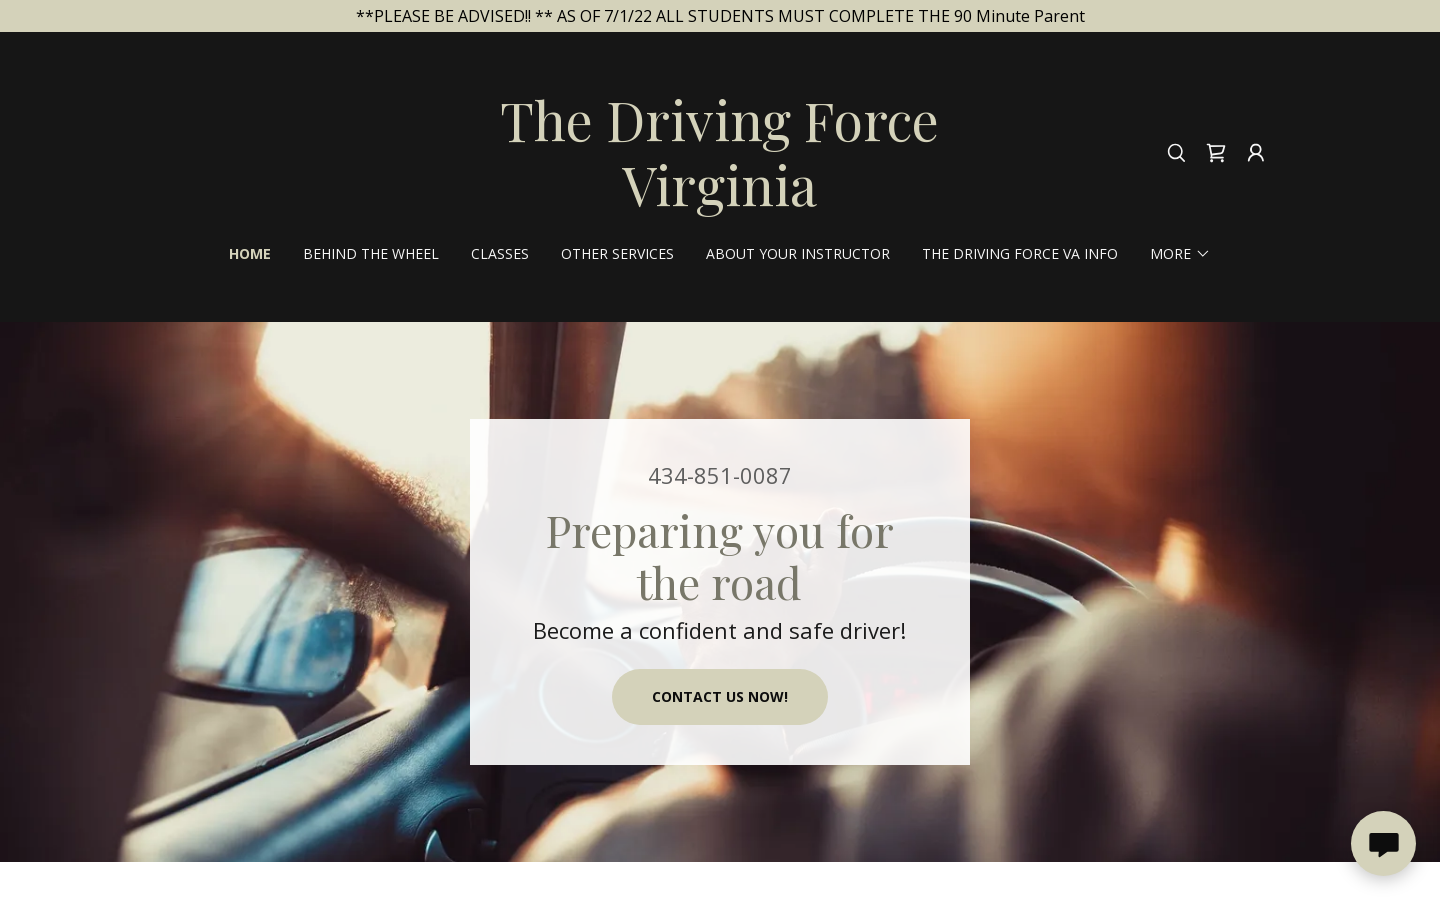 **PLEASE BE ADVISED!! ** AS OF 7/1/22 ALL STUDENTS MUST COMPLETE THE 90 Minute Parent
The Driving Force
Virginia
HOME BEHIND THE WHEEL CLASSES OTHER SERVICES ABOUT YOUR INSTRUCTOR THE DRIVING FORCE VA INFO MORE
434-851-0087
Preparing you for
the road
Become a confident and safe driver!
CONTACT US NOW!